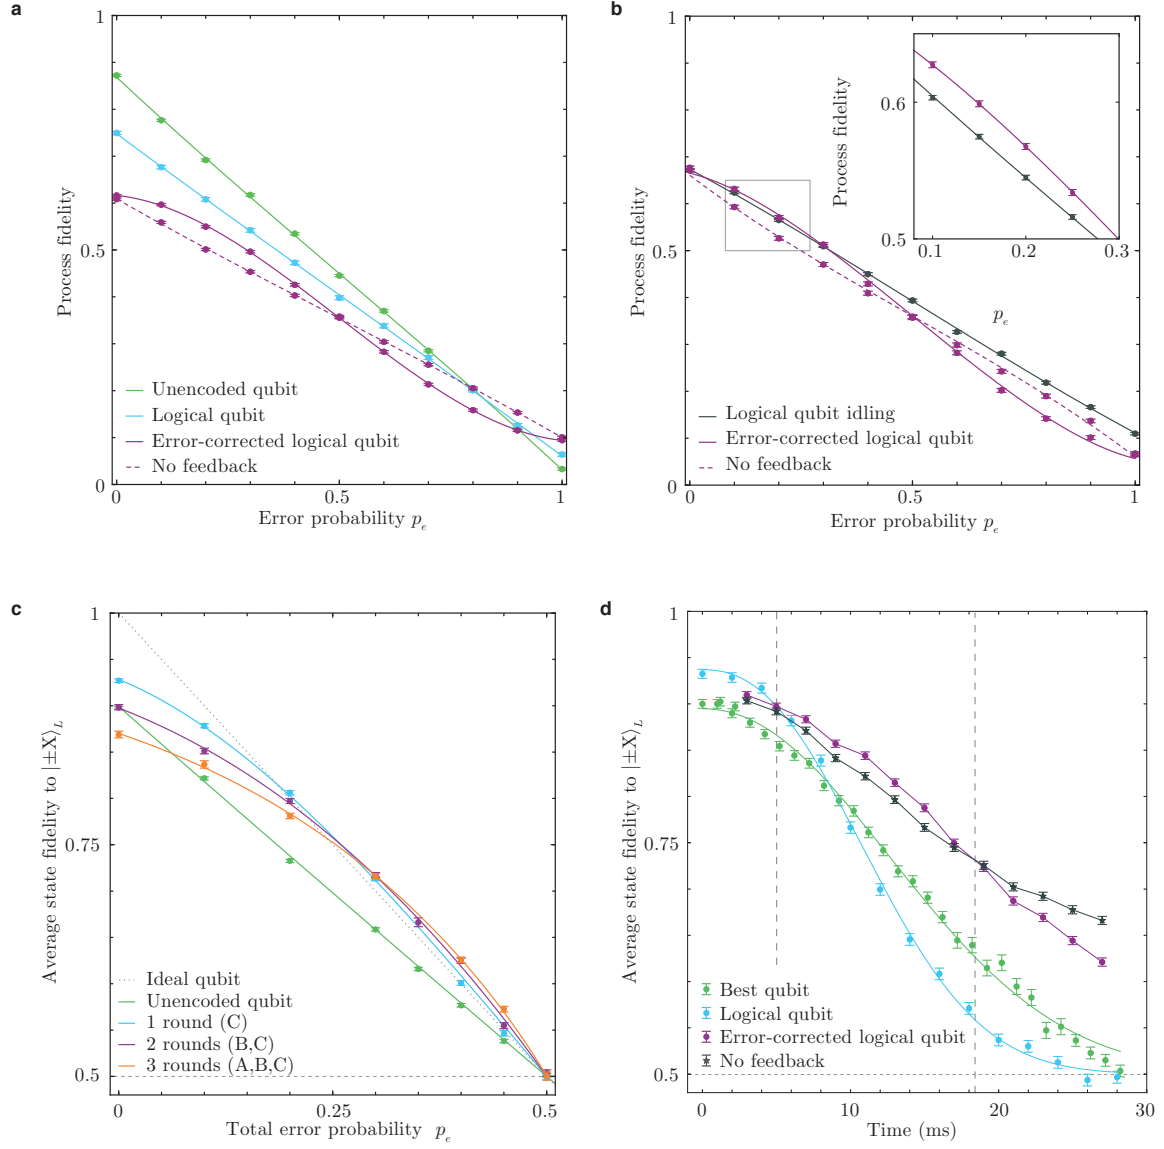 a
1
0.5
0
Process fidelity
Unencoded qubit
Logical qubit
Error-corrected logical qubit
No feedback
0
0.5
1
Error probability p_e
b
1
0.5
0
Process fidelity
0.6
0.5
Process fidelity
0.1
0.2
0.3
p_e
Logical qubit idling
Error-corrected logical qubit
No feedback
0
0.5
1
Error probability p_e
c
1
0.75
0.5
Average state fidelity to |±X⟩_L
Ideal qubit
Unencoded qubit
1 round (C)
2 rounds (B,C)
3 rounds (A,B,C)
0
0.25
0.5
Total error probability p_e
d
1
0.75
0.5
Average state fidelity to |±X⟩_L
Best qubit
Logical qubit
Error-corrected logical qubit
No feedback
0
10
20
30
Time (ms)